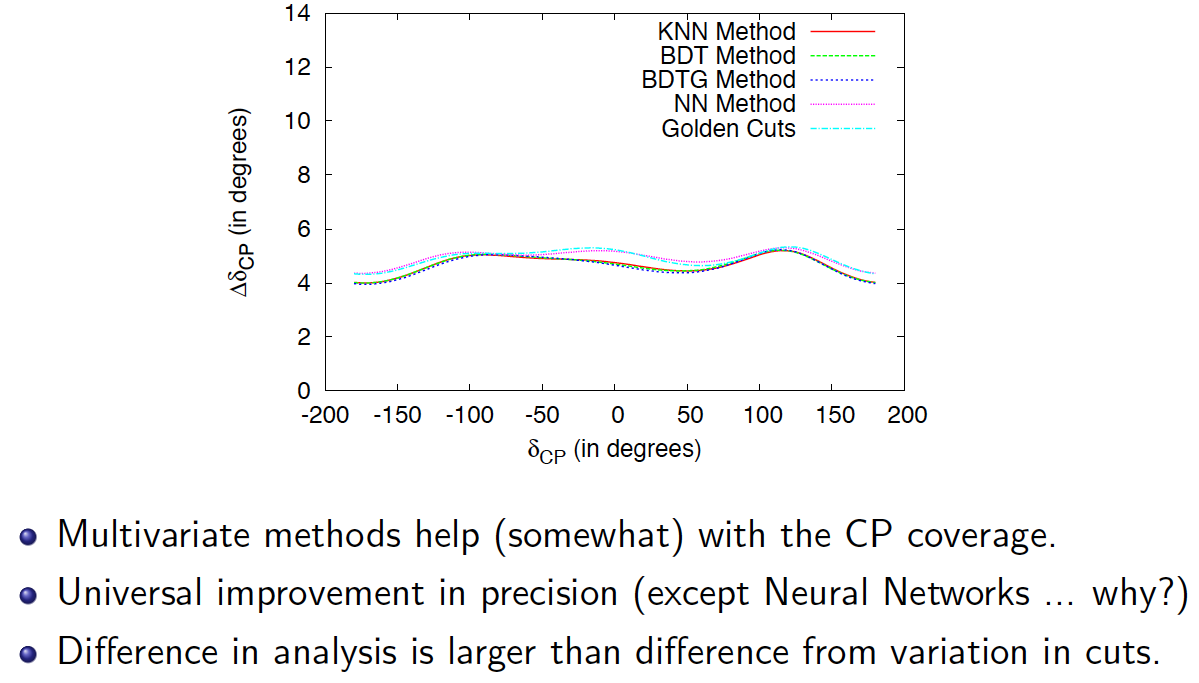 14
12
10
8
6
4
2
0
-200 -150 -100 -50 0 50 100 150 200
ΔδCP (in degrees)
δCP (in degrees)
KNN Method
BDT Method
BDTG Method
NN Method
Golden Cuts
Multivariate methods help (somewhat) with the CP coverage.
Universal improvement in precision (except Neural Networks ... why?)
Difference in analysis is larger than difference from variation in cuts.